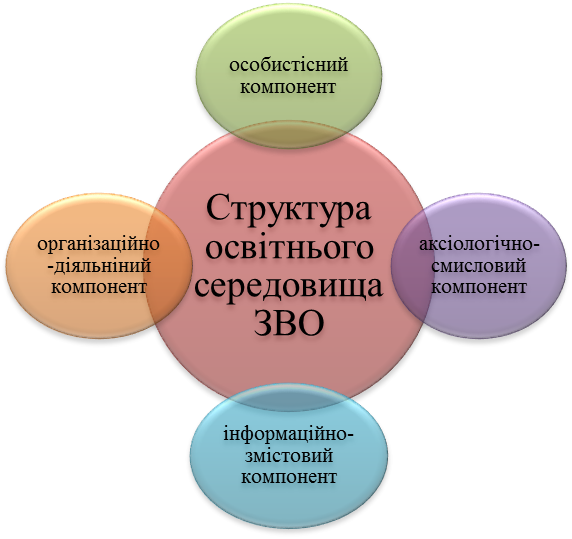 особистісний
компонент
Структура
освітнього
середовища
ЗВО
організаційно
-діяльніний
компонент
аксіологічно-
смисловий
компонент
інформаційно-
змістовий
компонент